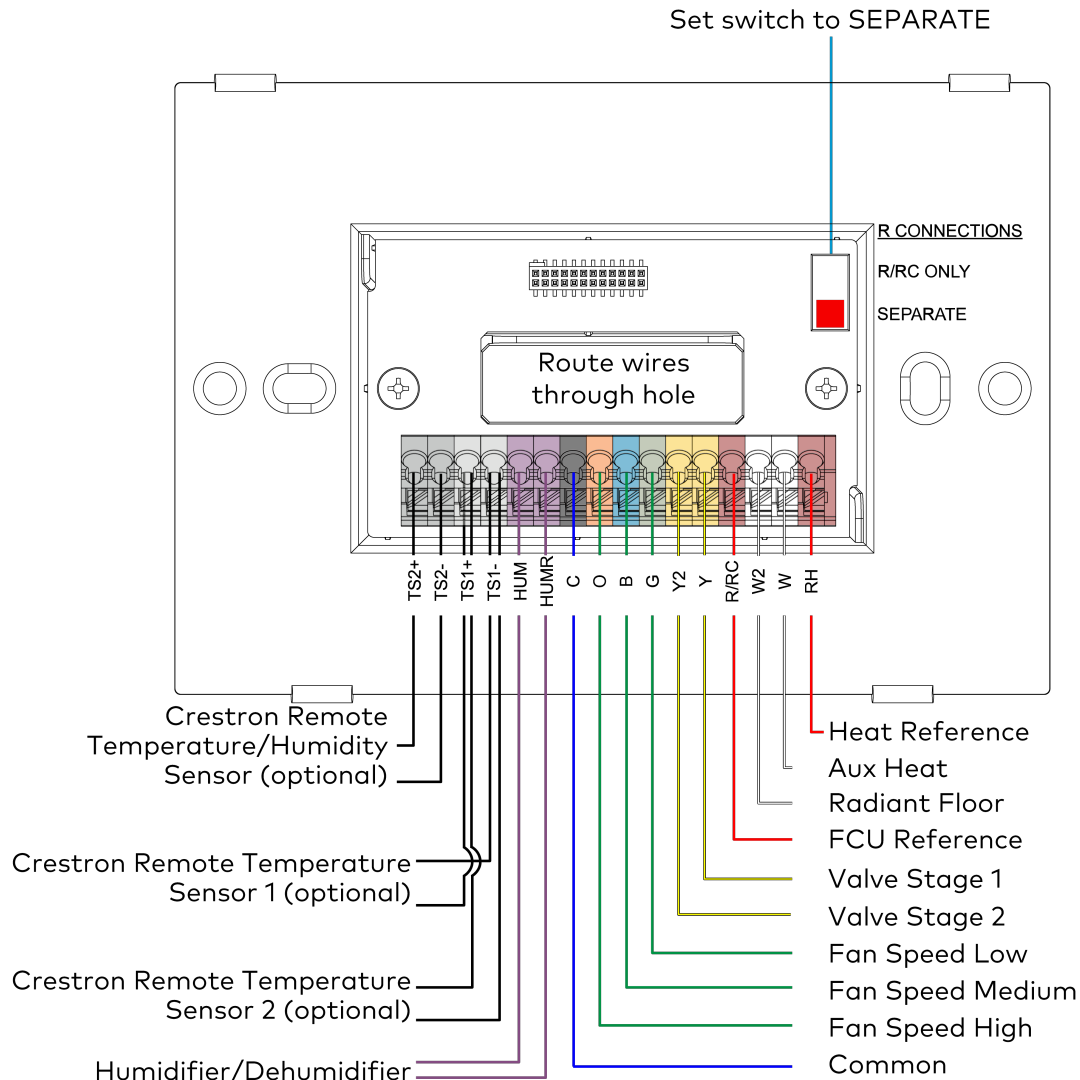 Set switch to SEPARATE
R CONNECTIONS
R/RC ONLY
SEPARATE
Route wires
through hole
TS2+
TS2-
TS1+
TS1-
HUM
HUMR
C
O
B
G
Y2
Y
R/RC
W2
W
RH
Crestron Remote
Temperature/Humidity
Sensor (optional)
Crestron Remote Temperature
Sensor 1 (optional)
Crestron Remote Temperature
Sensor 2 (optional)
Humidifier/Dehumidifier
Heat Reference
Aux Heat
Radiant Floor
FCU Reference
Valve Stage 1
Valve Stage 2
Fan Speed Low
Fan Speed Medium
Fan Speed High
Common